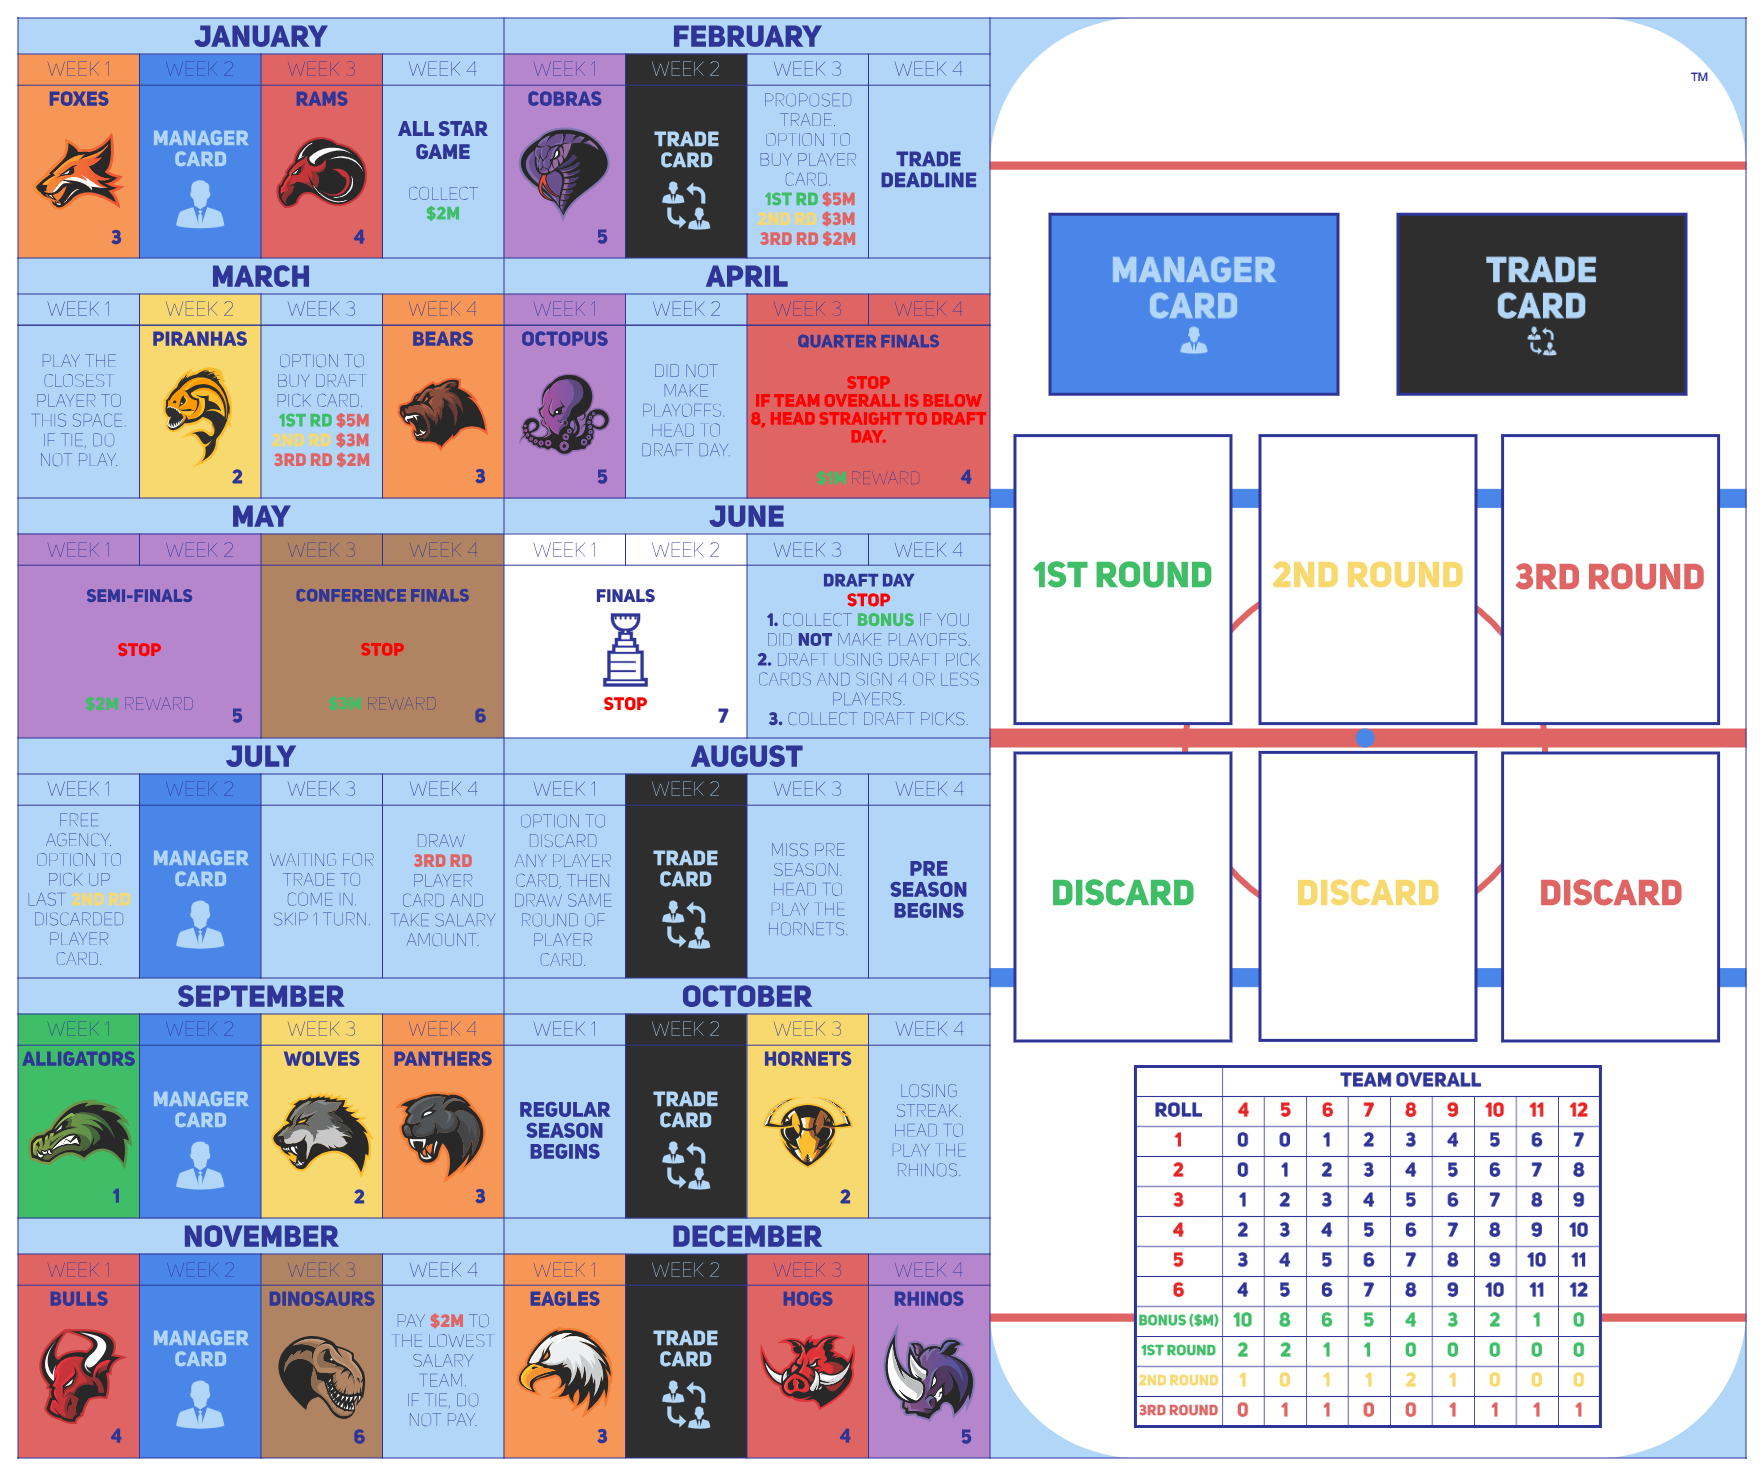 JANUARY
WEEK 1
WEEK 2
WEEK 3
WEEK 4
FOXES
3
MANAGER
CARD
RAMS
4
ALL STAR
GAME
COLLECT
$2M
FEBRUARY
WEEK 1
WEEK 2
WEEK 3
WEEK 4
COBRAS
5
TRADE
CARD
PROPOSED
TRADE.
OPTION TO
BUY PLAYER
CARD.
1ST RD $5M
2ND RD $3M
3RD RD $2M
TRADE
DEADLINE
MARCH
WEEK 1
WEEK 2
WEEK 3
WEEK 4
PLAY THE
CLOSEST
PLAYER TO
THIS SPACE.
IF TIE, DO
NOT PLAY.
PIRANHAS
2
OPTION TO
BUY DRAFT
PICK CARD.
1ST RD $5M
2ND RD $3M
3RD RD $2M
BEARS
3
APRIL
WEEK 1
WEEK 2
WEEK 3
WEEK 4
OCTOPUS
5
DID NOT
MAKE
PLAYOFFS.
HEAD TO
DRAFT DAY.
QUARTER FINALS
STOP
IF TEAM OVERALL IS BELOW
8, HEAD STRAIGHT TO DRAFT
DAY.
$1M REWARD
4
MAY
WEEK 1
WEEK 2
WEEK 3
WEEK 4
SEMI-FINALS
STOP
$2M REWARD
5
CONFERENCE FINALS
STOP
$3M REWARD
6
JUNE
WEEK 1
WEEK 2
WEEK 3
WEEK 4
FINALS
STOP
7
DRAFT DAY
STOP
1. COLLECT BONUS IF YOU
DID NOT MAKE PLAYOFFS.
2. DRAFT USING DRAFT PICK
CARDS AND SIGN 4 OR LESS
PLAYERS.
3. COLLECT DRAFT PICKS.
JULY
WEEK 1
WEEK 2
WEEK 3
WEEK 4
FREE
AGENCY.
OPTION TO
PICK UP
LAST 2ND RD
DISCARDED
PLAYER
CARD.
MANAGER
CARD
WAITING FOR
TRADE TO
COME IN.
SKIP 1 TURN.
DRAW
3RD RD
PLAYER
CARD AND
TAKE SALARY
AMOUNT.
AUGUST
WEEK 1
WEEK 2
WEEK 3
WEEK 4
OPTION TO
DISCARD
ANY PLAYER
CARD, THEN
DRAW SAME
ROUND OF
PLAYER
CARD.
TRADE
CARD
MISS PRE
SEASON.
HEAD TO
PLAY THE
HORNETS.
PRE
SEASON
BEGINS
SEPTEMBER
WEEK 1
WEEK 2
WEEK 3
WEEK 4
ALLIGATORS
1
MANAGER
CARD
WOLVES
2
PANTHERS
3
OCTOBER
WEEK 1
WEEK 2
WEEK 3
WEEK 4
REGULAR
SEASON
BEGINS
TRADE
CARD
HORNETS
2
LOSING
STREAK.
HEAD TO
PLAY THE
RHINOS.
NOVEMBER
WEEK 1
WEEK 2
WEEK 3
WEEK 4
BULLS
4
MANAGER
CARD
DINOSAURS
6
PAY $2M TO
THE LOWEST
SALARY
TEAM.
IF TIE, DO
NOT PAY.
DECEMBER
WEEK 1
WEEK 2
WEEK 3
WEEK 4
EAGLES
3
TRADE
CARD
HOGS
4
RHINOS
5
TM
MANAGER
CARD
TRADE
CARD
1ST ROUND
2ND ROUND
3RD ROUND
DISCARD
DISCARD
DISCARD
TEAM OVERALL
ROLL 4 5 6 7 8 9 10 11 12
1 0 0 1 2 3 4 5 6 7
2 0 1 2 3 4 5 6 7 8
3 1 2 3 4 5 6 7 8 9
4 2 3 4 5 6 7 8 9 10
5 3 4 5 6 7 8 9 10 11
6 4 5 6 7 8 9 10 11 12
BONUS ($M) 10 8 6 5 4 3 2 1 0
1ST ROUND 2 2 1 1 0 0 0 0 0
2ND ROUND 1 0 1 1 2 1 0 0 0
3RD ROUND 0 1 1 0 0 1 1 1 1